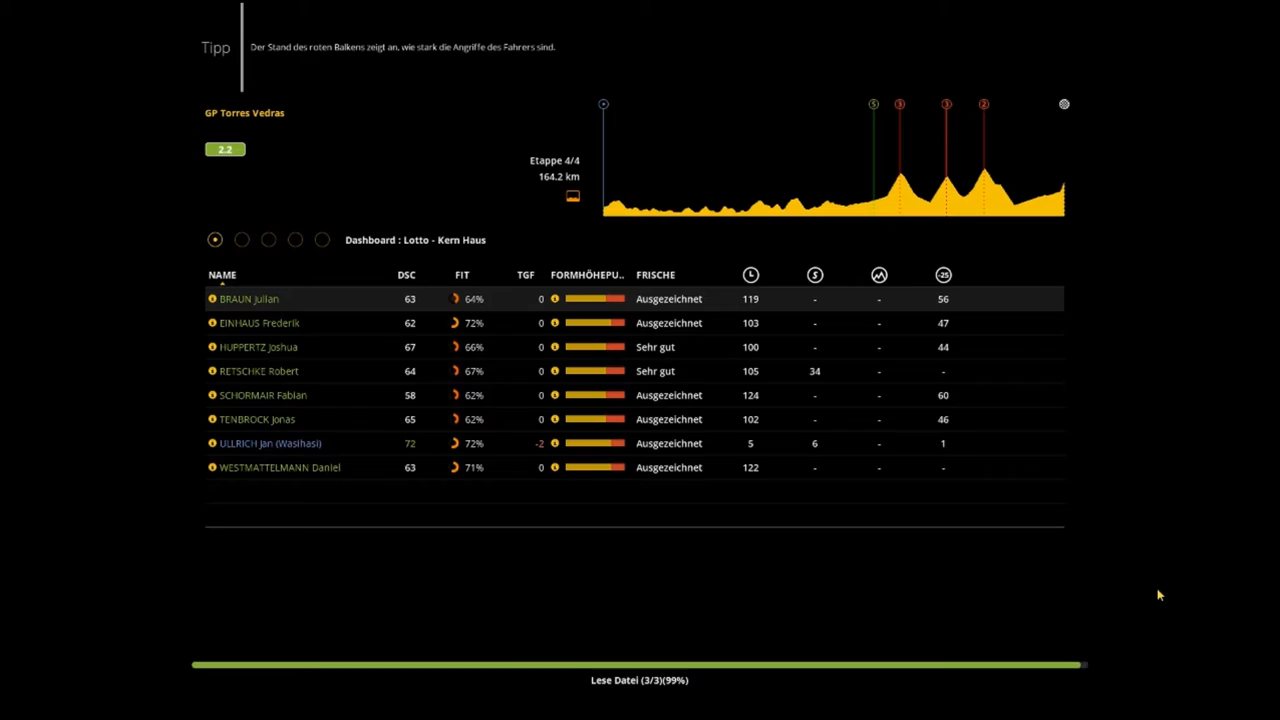 Tipp
Der Stand des roten Balkens zeigt an, wie stark die Angriffe des Fahrers sind.
GP Torres Vedras
2.2
Etappe 4/4
164.2 km
S 3 3 2
Dashboard : Lotto - Kern Haus
NAME DSC FIT TGF FORMHÖHEPU.. FRISCHE S -25
BRAUN Julian 63 64% 0 Ausgezeichnet 119 - - 56
EINHAUS Frederik 62 72% 0 Ausgezeichnet 103 - - 47
HUPPERTZ Joshua 67 66% 0 Sehr gut 100 - - 44
RETSCHKE Robert 64 67% 0 Sehr gut 105 34 - -
SCHORMAIR Fabian 58 62% 0 Ausgezeichnet 124 - - 60
TENBROCK Jonas 65 62% 0 Ausgezeichnet 102 - - 46
ULLRICH Jan (Wasihasi) 72 72% -2 Ausgezeichnet 5 6 - 1
WESTMATTELMANN Daniel 63 71% 0 Ausgezeichnet 122 - - -
Lese Datei (3/3)(99%)